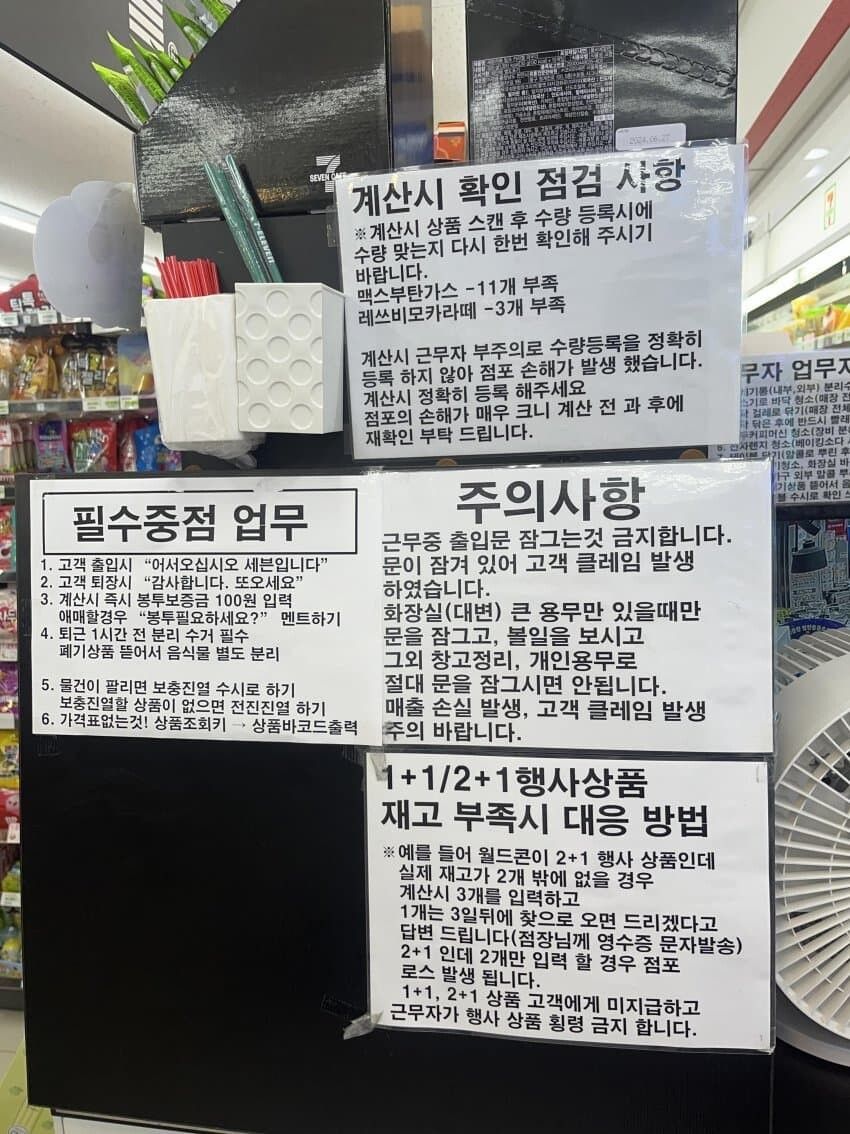 SEVEN CAFE
2024.06.27
계산시 확인 점검 사항
※계산시 상품 스캔 후 수량 등록시에
수량 맞는지 다시 한번 확인해 주시기
바랍니다.
맥스부탄가스 -11개 부족
레쓰비모카라떼 -3개 부족
계산시 근무자 부주의로 수량등록을 정확히
등록 하지 않아 점포 손해가 발생 했습니다.
계산시 정확히 등록 해주세요
점포의 손해가 매우 크니 계산 전 과 후에
재확인 부탁 드립니다.
무자 업무
필수중점 업무
1. 고객 출입시 “어서오십시오 세븐입니다”
2. 고객 퇴장시 “감사합니다. 또오세요”
3. 계산시 즉시 봉투보증금 100원 입력
애매할경우 “봉투필요하세요?” 멘트하기
4. 퇴근 1시간 전 분리 수거 필수
폐기상품 뜯어서 음식물 별도 분리
5. 물건이 팔리면 보충진열 수시로 하기
보충진열할 상품이 없으면 전진진열 하기
6. 가격표없는것! 상품조회키 → 상품바코드출력
주의사항
근무중 출입문 잠그는것 금지합니다.
문이 잠겨 있어 고객 클레임 발생
하였습니다.
화장실(대변) 큰 용무만 있을때만
문을 잠그고, 볼일을 보시고
그외 창고정리, 개인용무로
절대 문을 잠그시면 안됩니다.
매출 손실 발생, 고객 클레임 발생
주의 바랍니다.
1+1/2+1행사상품
재고 부족시 대응 방법
※예를 들어 월드콘이 2+1 행사 상품인데
실제 재고가 2개 밖에 없을 경우
계산시 3개를 입력하고
1개는 3일뒤에 찾으로 오면 드리겠다고
답변 드립니다(점장님께 영수증 문자발송)
2+1 인데 2개만 입력 할 경우 점포
로스 발생 됩니다.
1+1, 2+1 상품 고객에게 미지급하고
근무자가 행사 상품 횡령 금지 합니다.